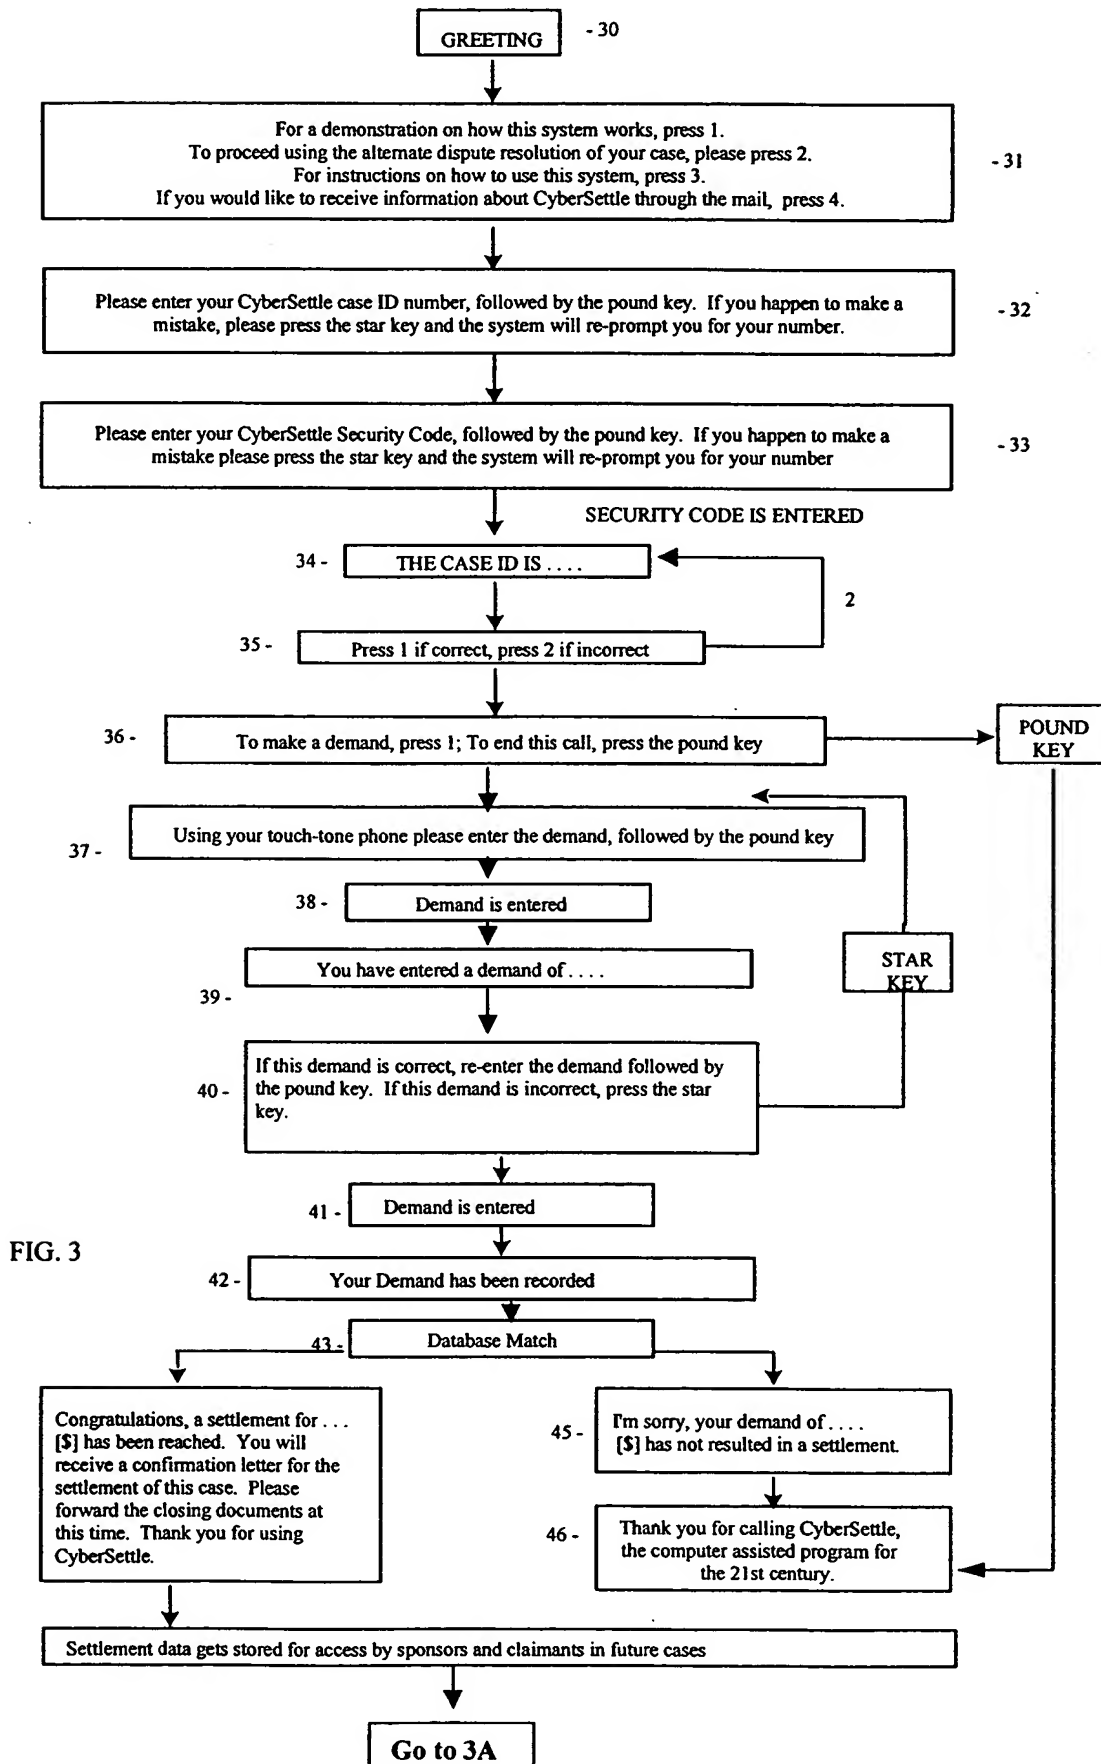 GREETING
- 30
For a demonstration on how this system works, press 1.
To proceed using the alternate dispute resolution of your case, please press 2.
For instructions on how to use this system, press 3.
If you would like to receive information about CyberSettle through the mail, press 4.
- 31
Please enter your CyberSettle case ID number, followed by the pound key. If you happen to make a
mistake, please press the star key and the system will re-prompt you for your number.
- 32
Please enter your CyberSettle Security Code, followed by the pound key. If you happen to make a
mistake please press the star key and the system will re-prompt you for your number
- 33
SECURITY CODE IS ENTERED
34 -
THE CASE ID IS . . . .
2
35 -
Press 1 if correct, press 2 if incorrect
36 -
To make a demand, press 1; To end this call, press the pound key
POUND
KEY
Using your touch-tone phone please enter the demand, followed by the pound key
37 -
38 -
Demand is entered
You have entered a demand of . . . .
39 -
STAR
KEY
If this demand is correct, re-enter the demand followed by
the pound key. If this demand is incorrect, press the star
key.
40 -
41 -
Demand is entered
FIG. 3
42 -
Your Demand has been recorded
43 -
Database Match
Congratulations, a settlement for . . .
[$] has been reached. You will
receive a confirmation letter for the
settlement of this case. Please
forward the closing documents at
this time. Thank you for using
CyberSettle.
45 -
I'm sorry, your demand of . . . .
[$] has not resulted in a settlement.
46 -
Thank you for calling CyberSettle,
the computer assisted program for
the 21st century.
Settlement data gets stored for access by sponsors and claimants in future cases
Go to 3A